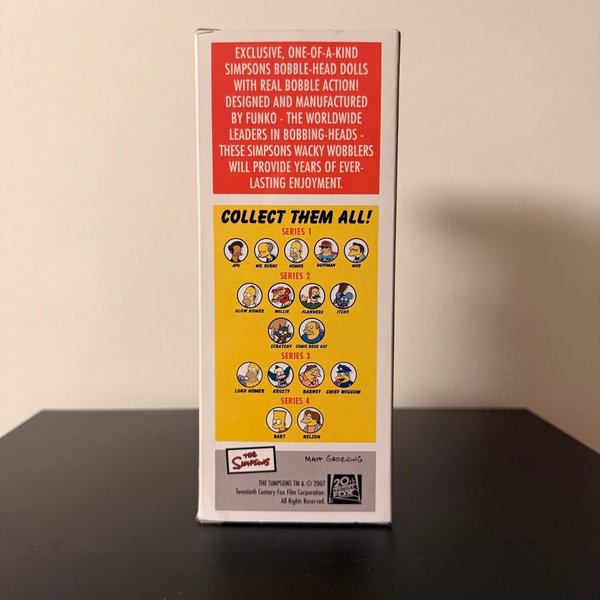 EXCLUSIVE, ONE-OF-A-KIND
SIMPSONS BOBBLE-HEAD DOLLS
WITH REAL BOBBLE ACTION!
DESIGNED AND MANUFACTURED
BY FUNKO - THE WORLDWIDE
LEADERS IN BOBBING-HEADS -
THESE SIMPSONS WACKY WOBBLERS
WILL PROVIDE YEARS OF EVER-
LASTING ENJOYMENT.
COLLECT THEM ALL!
SERIES 1
APU MR. BURNS HOMER DUFFMAN MOE
SERIES 2
GLOW HOMER WILLIE FLANDERS ITCHY
SCRATCHY COMIC BOOK GUY
SERIES 3
LUAU HOMER KRUSTY BARNEY CHIEF WIGGUM
SERIES 4
BART NELSON
THE
SIMPSONS
MATT GROENING
THE SIMPSONS TM & © 2007
Twentieth Century Fox Film Corporation.
All Rights Reserved.
20th
CENTURY
FOX